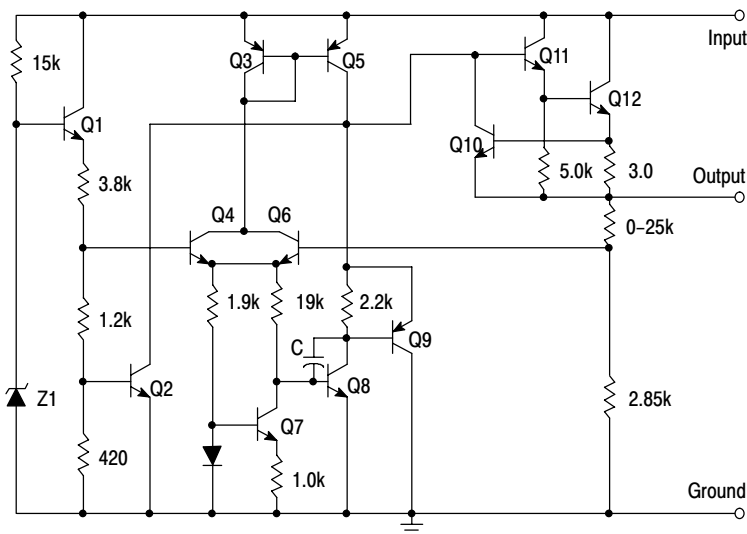 Input
15k
Q3
Q5
Q11
Q12
Q1
Q10
3.8k
5.0k
3.0
Output
Q4
Q6
0–25k
1.2k
1.9k
19k
2.2k
C
Q9
Z1
Q2
Q8
2.85k
Q7
420
1.0k
Ground